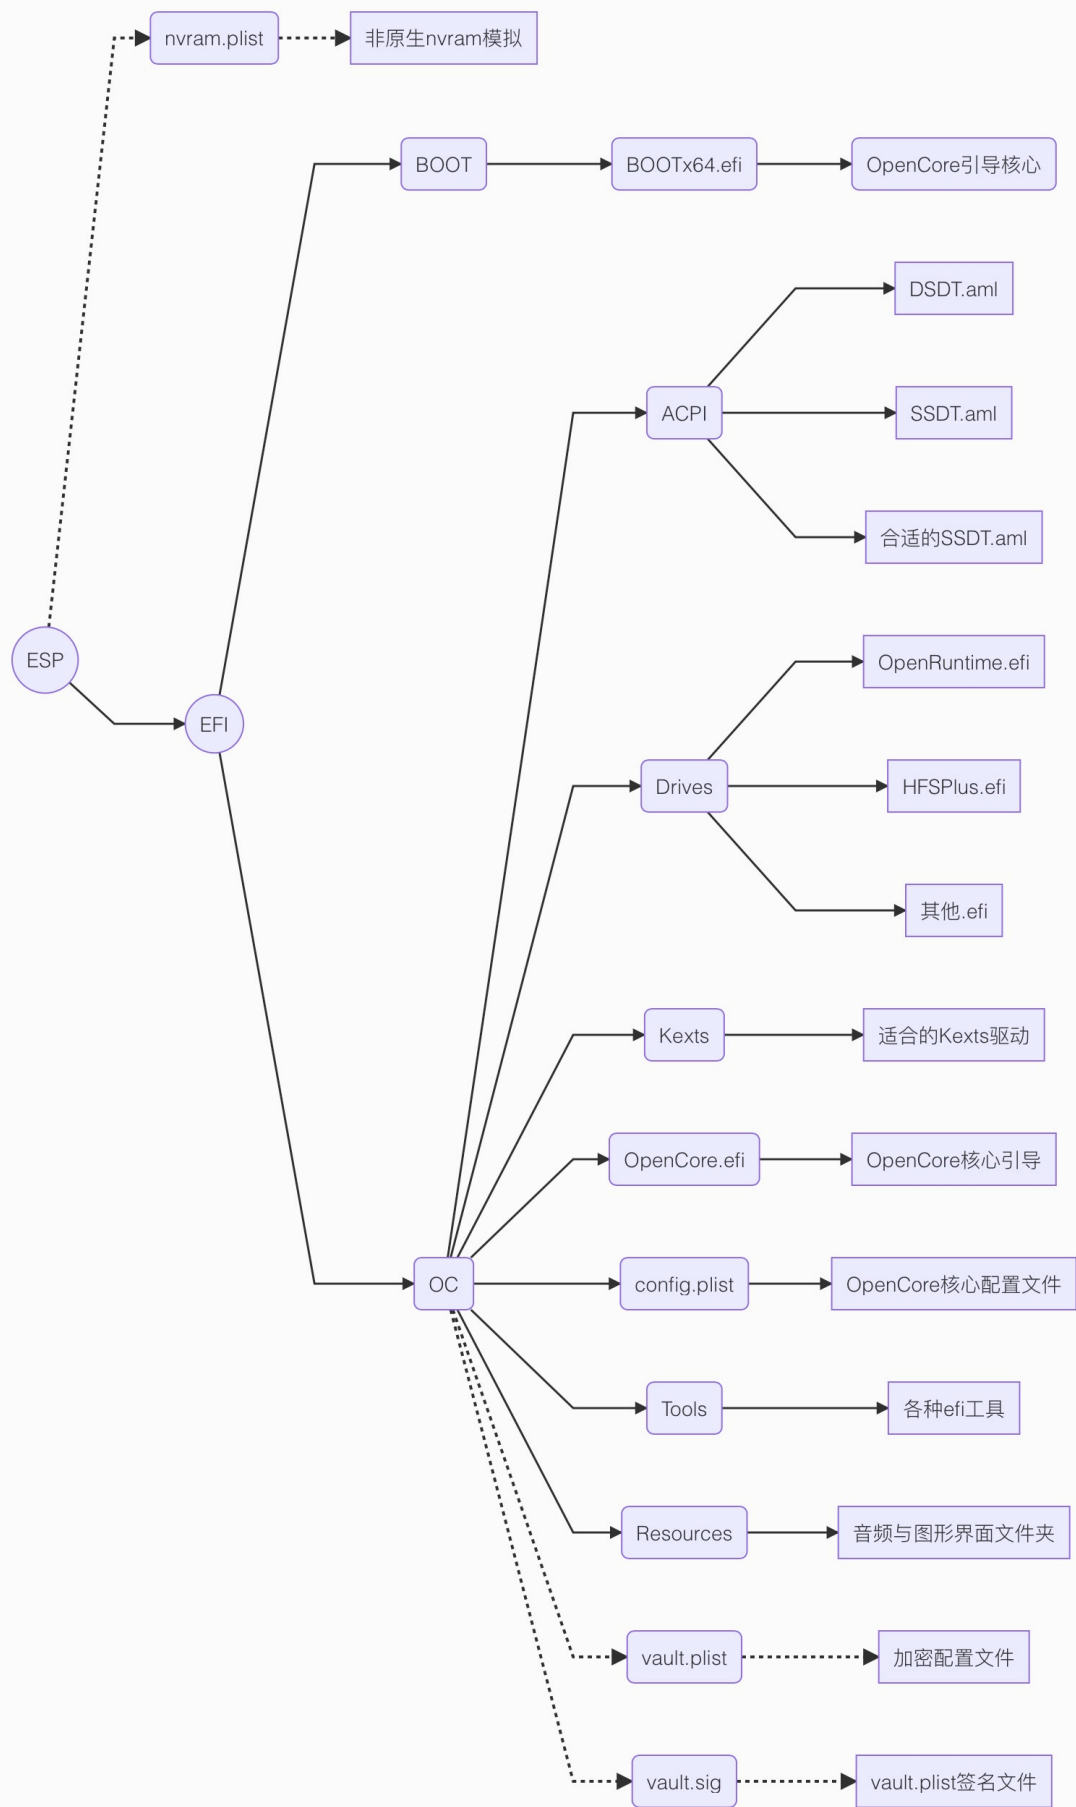 nvram.plist
非原生nvram模拟
BOOT
BOOTx64.efi
OpenCore引导核心
DSDT.aml
ACPI
SSDT.aml
合适的SSDT.aml
OpenRuntime.efi
ESP
EFI
Drives
HFSPlus.efi
其他.efi
Kexts
适合的Kexts驱动
OpenCore.efi
OpenCore核心引导
OC
config.plist
OpenCore核心配置文件
Tools
各种efi工具
Resources
音频与图形界面文件夹
vault.plist
加密配置文件
vault.sig
vault.plist签名文件